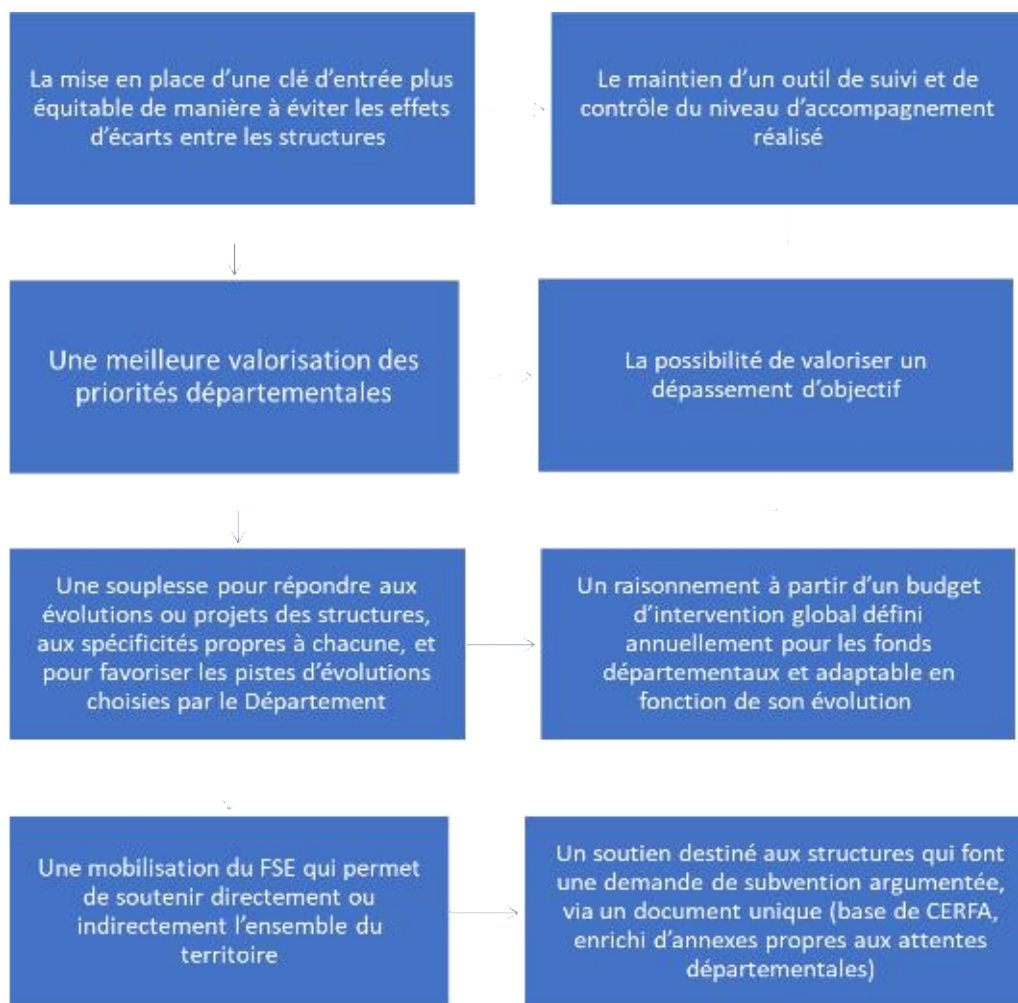 La mise en place d'une clé d'entrée plus
équitable de manière à éviter les effets
d'écarts entre les structures
Le maintien d'un outil de suivi et de
contrôle du niveau d'accompagnement
réalisé
Une meilleure valorisation des
priorités départementales
La possibilité de valoriser un
dépassement d'objectif
Une souplesse pour répondre aux
évolutions ou projets des structures,
aux spécificités propres à chacune, et
pour favoriser les pistes d'évolutions
choisies par le Département
Un raisonnement à partir d'un budget
d'intervention global défini
annuellement pour les fonds
départementaux et adaptable en
fonction de son évolution
Une mobilisation du FSE qui permet
de soutenir directement ou
indirectement l'ensemble du
territoire
Un soutien destiné aux structures qui font
une demande de subvention argumentée,
via un document unique (base de CERFA,
enrichi d'annexes propres aux attentes
départementales)